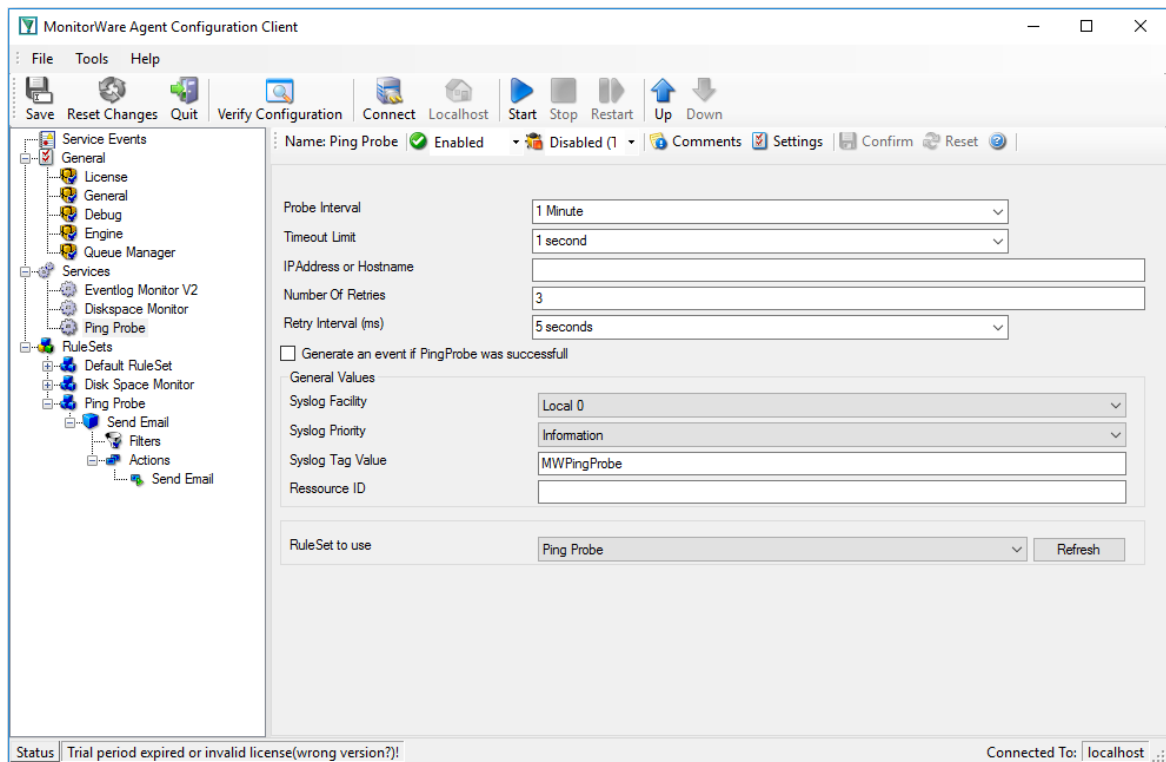 MonitorWare Agent Configuration Client
File Tools Help
Save Reset Changes Quit Verify Configuration Connect Localhost Start Stop Restart Up Down
Service Events
General
License
General
Debug
Engine
Queue Manager
Services
Eventlog Monitor V2
Diskspace Monitor
Ping Probe
RuleSets
Default RuleSet
Disk Space Monitor
Ping Probe
Send Email
Filters
Actions
Send Email
Name: Ping Probe Enabled Disabled (T Comments Settings Confirm Reset
Probe Interval 1 Minute
Timeout Limit 1 second
IPAddress or Hostname
Number Of Retries 3
Retry Interval (ms) 5 seconds
Generate an event if PingProbe was successfull
General Values
Syslog Facility Local 0
Syslog Priority Information
Syslog Tag Value MWPingProbe
Ressource ID
RuleSet to use Ping Probe Refresh
Status Trial period expired or invalid license(wrong version?)! Connected To: localhost